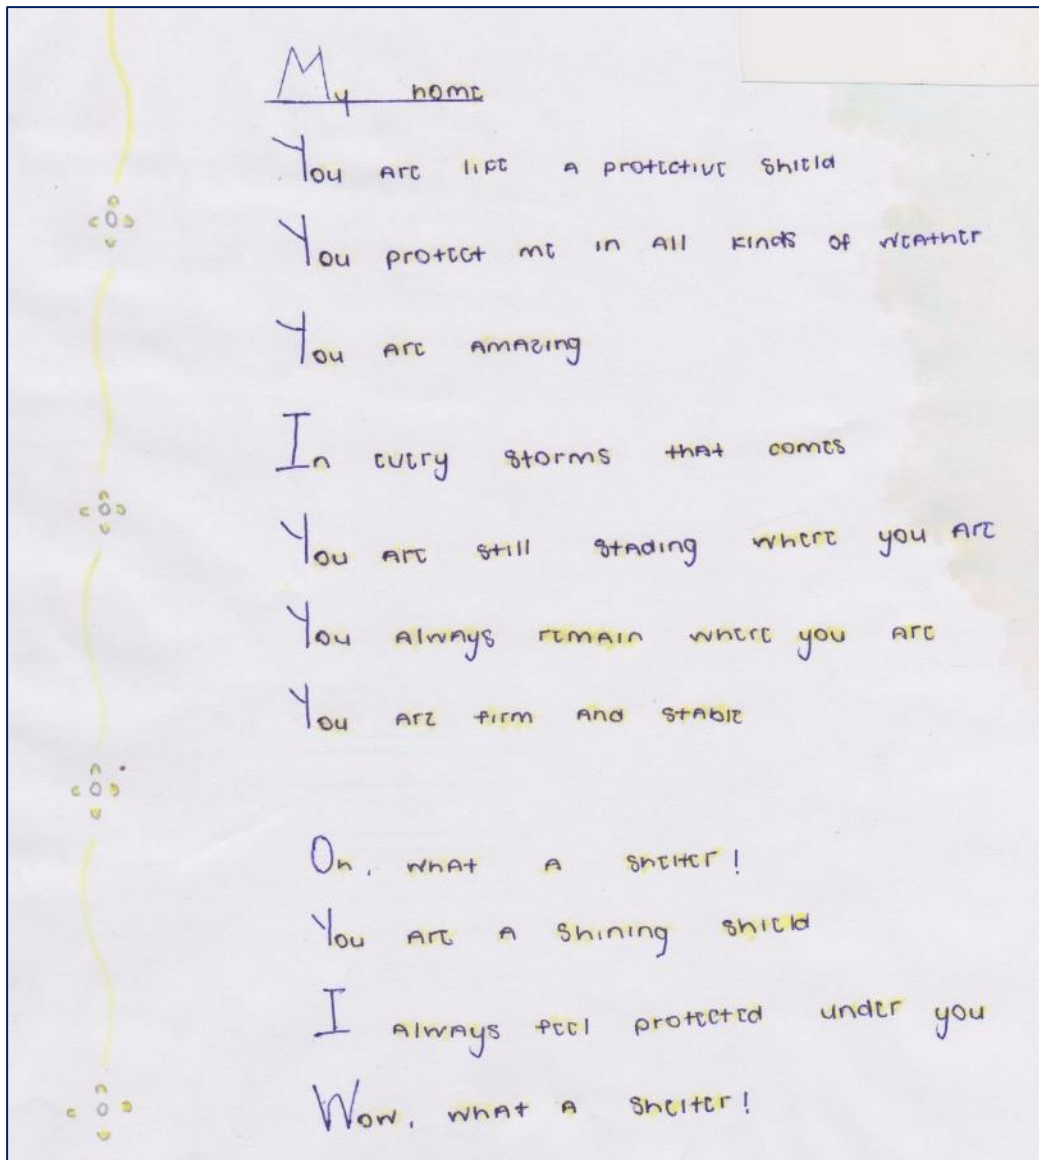 My home
You are like a protective shield
You protect me in all kinds of weather
You are amazing
In every storms that comes
You are still stading where you are
You always remain where you are
You are firm and stable
Oh, what a shelter!
You are a shining shield
I always feel protected under you
Wow, what a shelter!